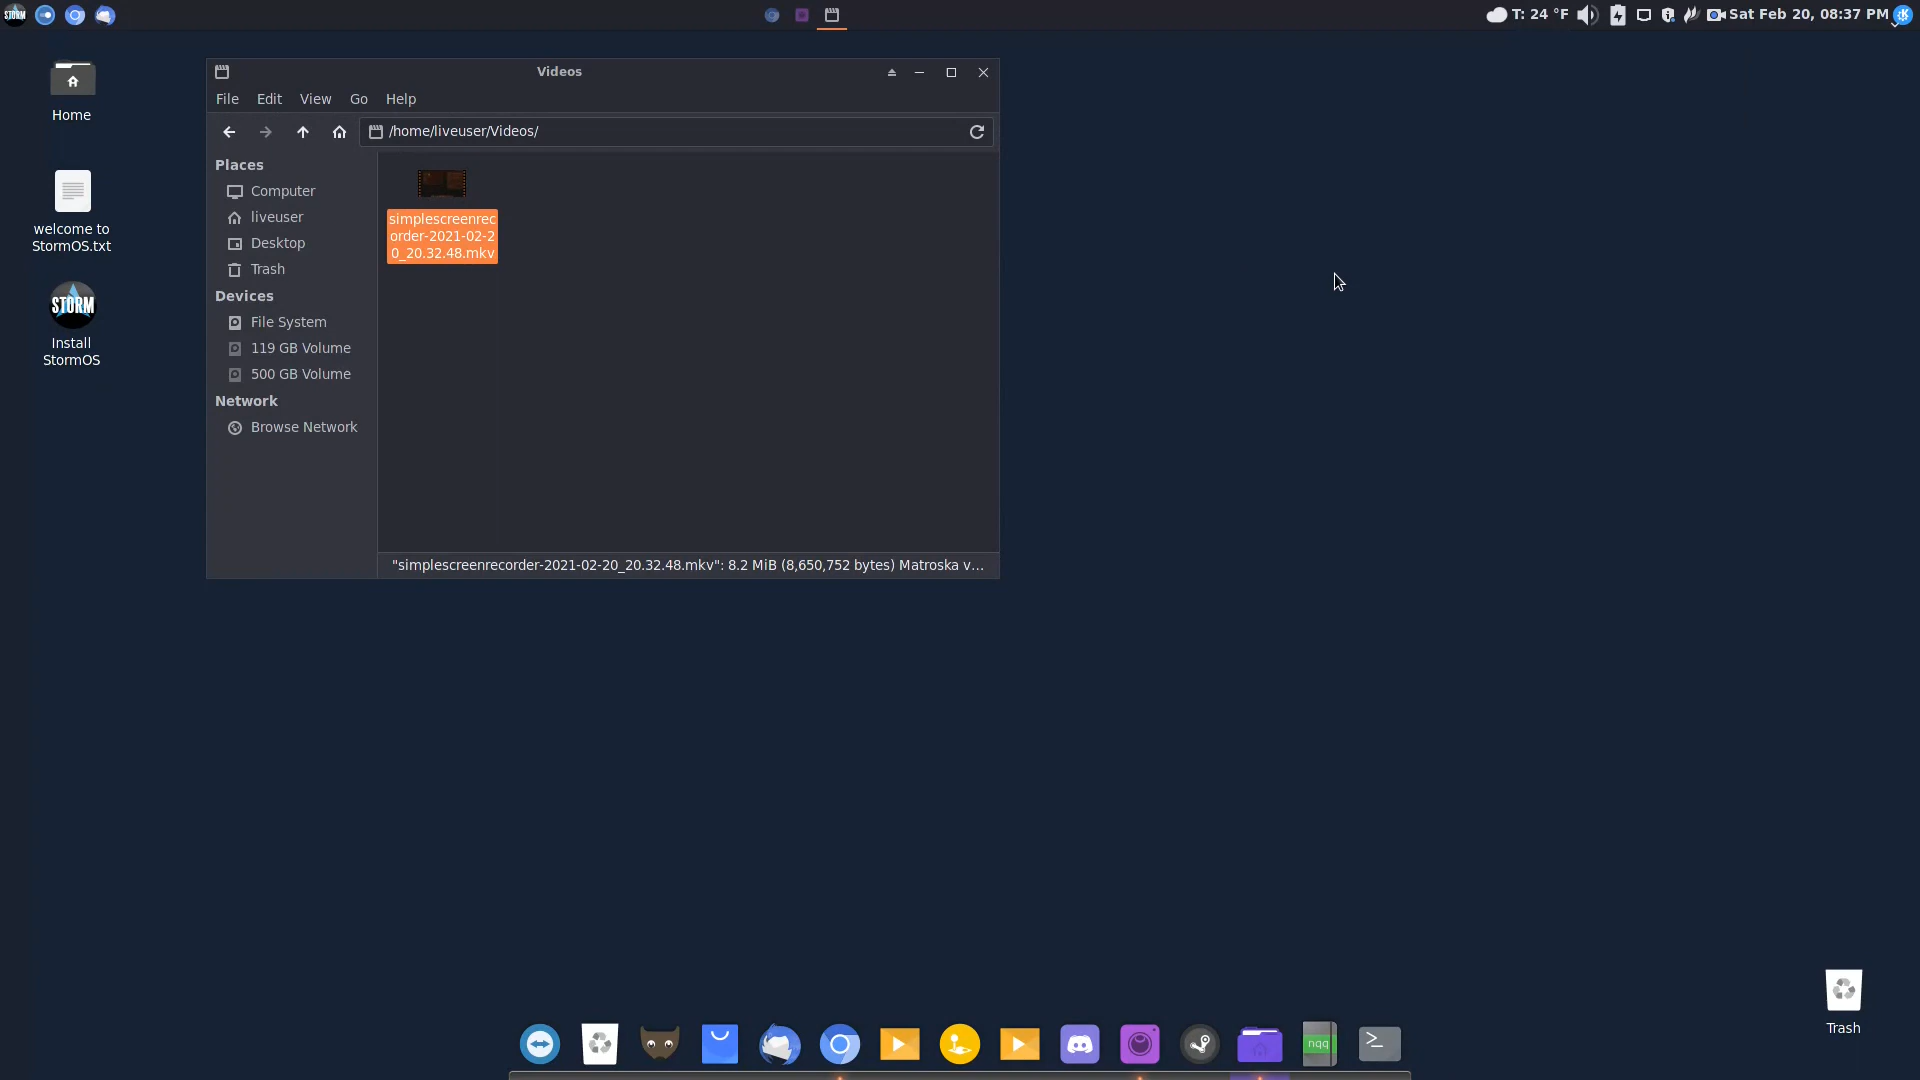 STORM
T: 24 °F
Sat Feb 20, 08:37 PM
Home
welcome to
StormOS.txt
STORM
Install
StormOS
Videos
File Edit View Go Help
/home/liveuser/Videos/
Places
Computer
liveuser
Desktop
Trash
Devices
File System
119 GB Volume
500 GB Volume
Network
Browse Network
simplescreenrec
order-2021-02-2
0_20.32.48.mkv
"simplescreenrecorder-2021-02-20_20.32.48.mkv": 8.2 MiB (8,650,752 bytes) Matroska v...
Trash
nqq